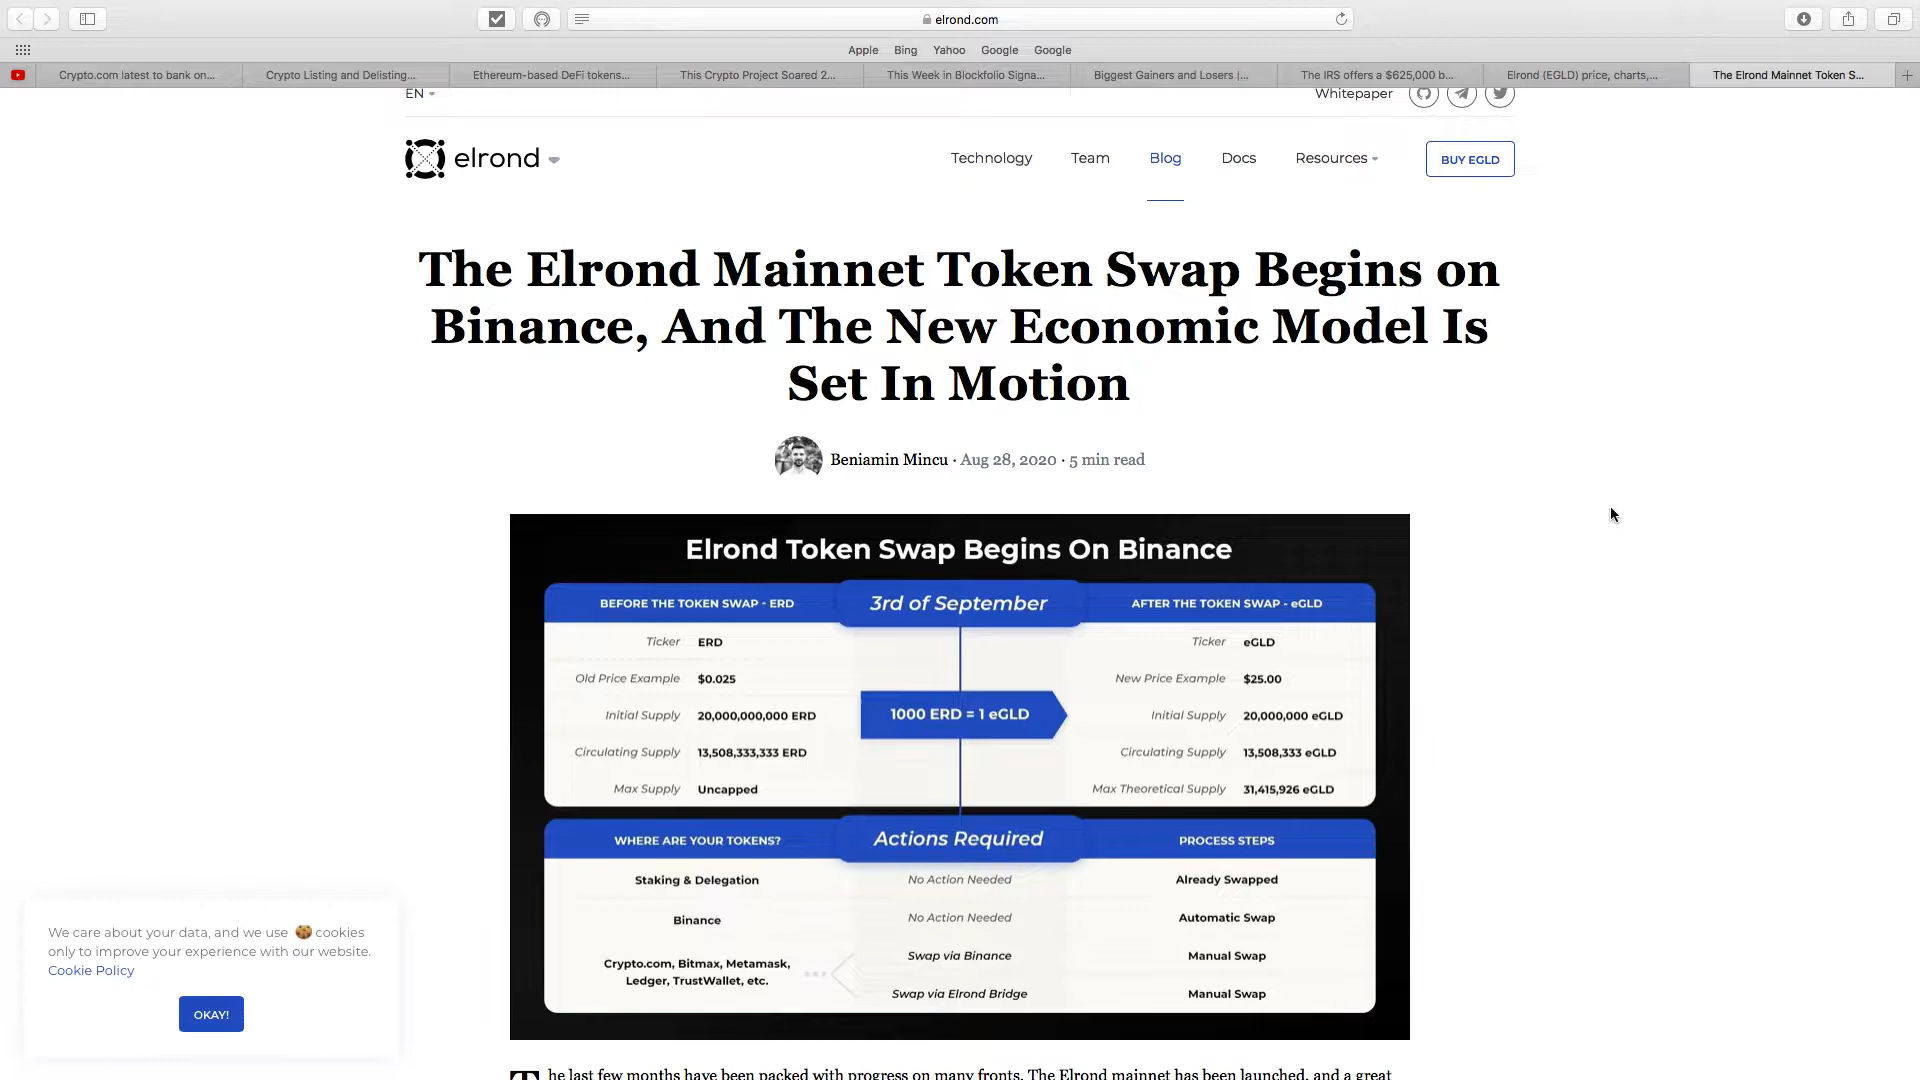 elrond.com
Apple Bing Yahoo Google Google
Crypto.com latest to bank on... Crypto Listing and Delisting... Ethereum-based DeFi tokens... This Crypto Project Soared 2... This Week in Blockfolio Signa... Biggest Gainers and Losers |... The IRS offers a $625,000 b... Elrond (EGLD) price, charts,... The Elrond Mainnet Token S...
EN Whitepaper
elrond Technology Team Blog Docs Resources BUY EGLD
The Elrond Mainnet Token Swap Begins on
Binance, And The New Economic Model Is
Set In Motion
Beniamin Mincu · Aug 28, 2020 · 5 min read
Elrond Token Swap Begins On Binance
BEFORE THE TOKEN SWAP - ERD 3rd of September AFTER THE TOKEN SWAP - eGLD
Ticker ERD Ticker eGLD
Old Price Example $0.025 New Price Example $25.00
Initial Supply 20,000,000,000 ERD 1000 ERD = 1 eGLD Initial Supply 20,000,000 eGLD
Circulating Supply 13,508,333,333 ERD Circulating Supply 13,508,333 eGLD
Max Supply Uncapped Max Theoretical Supply 31,415,926 eGLD
WHERE ARE YOUR TOKENS? Actions Required PROCESS STEPS
Staking & Delegation No Action Needed Already Swapped
Binance No Action Needed Automatic Swap
Crypto.com, Bitmax, Metamask, Swap via Binance Manual Swap
Ledger, TrustWallet, etc. Swap via Elrond Bridge Manual Swap
We care about your data, and we use 🍪 cookies
only to improve your experience with our website.
Cookie Policy
OKAY!
The last few months have been packed with progress on many fronts. The Elrond mainnet has been launched, and a great